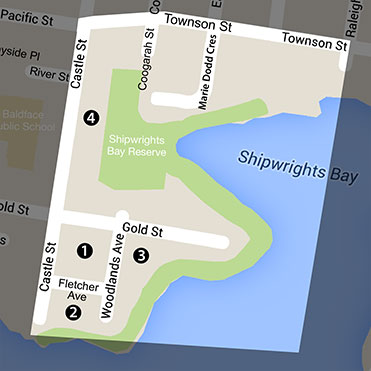 Pacific St
Townson St
Townson St
Raleigh
Castle St
Coogarah St
Marie Dodd Cres
yside Pl
River St
Baldface
ublic School
4
Shipwrights
Bay Reserve
Shipwrights Bay
old St
Gold St
Castle St
1
Woodlands Ave
3
Fletcher
Ave
2